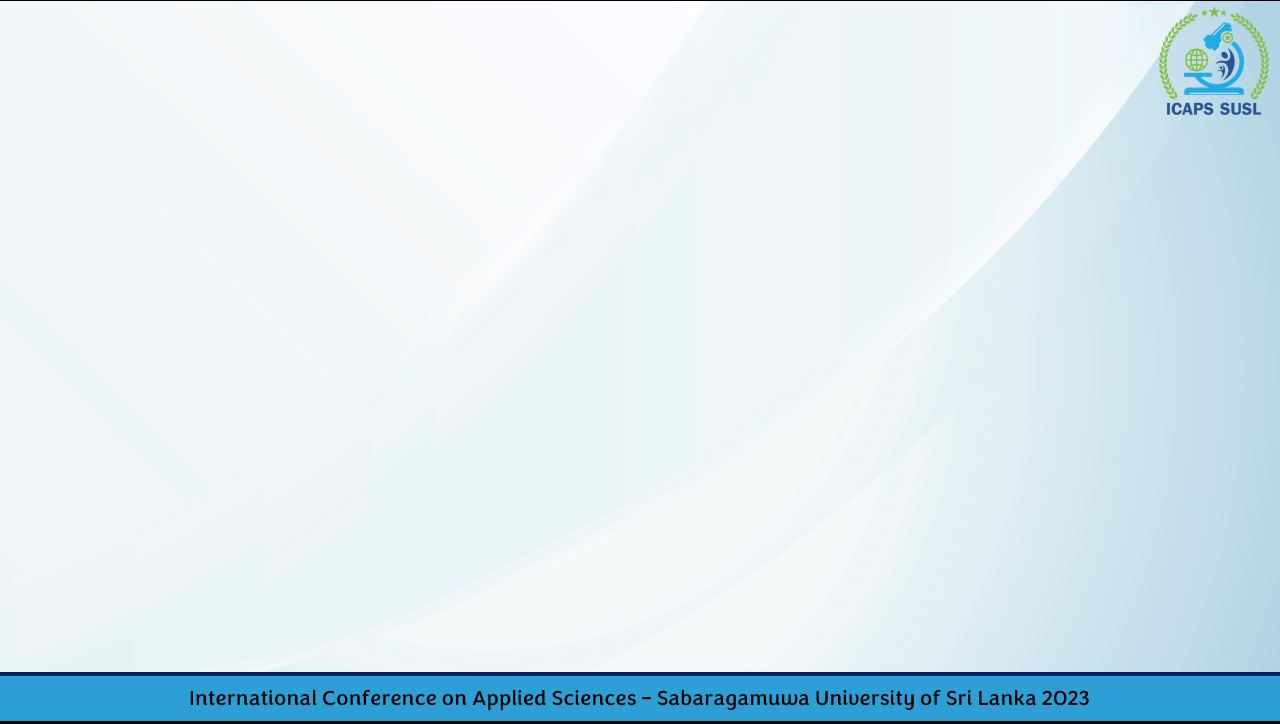 ICAPS SUSL
International Conference on Applied Sciences – Sabaragamuwa University of Sri Lanka 2023